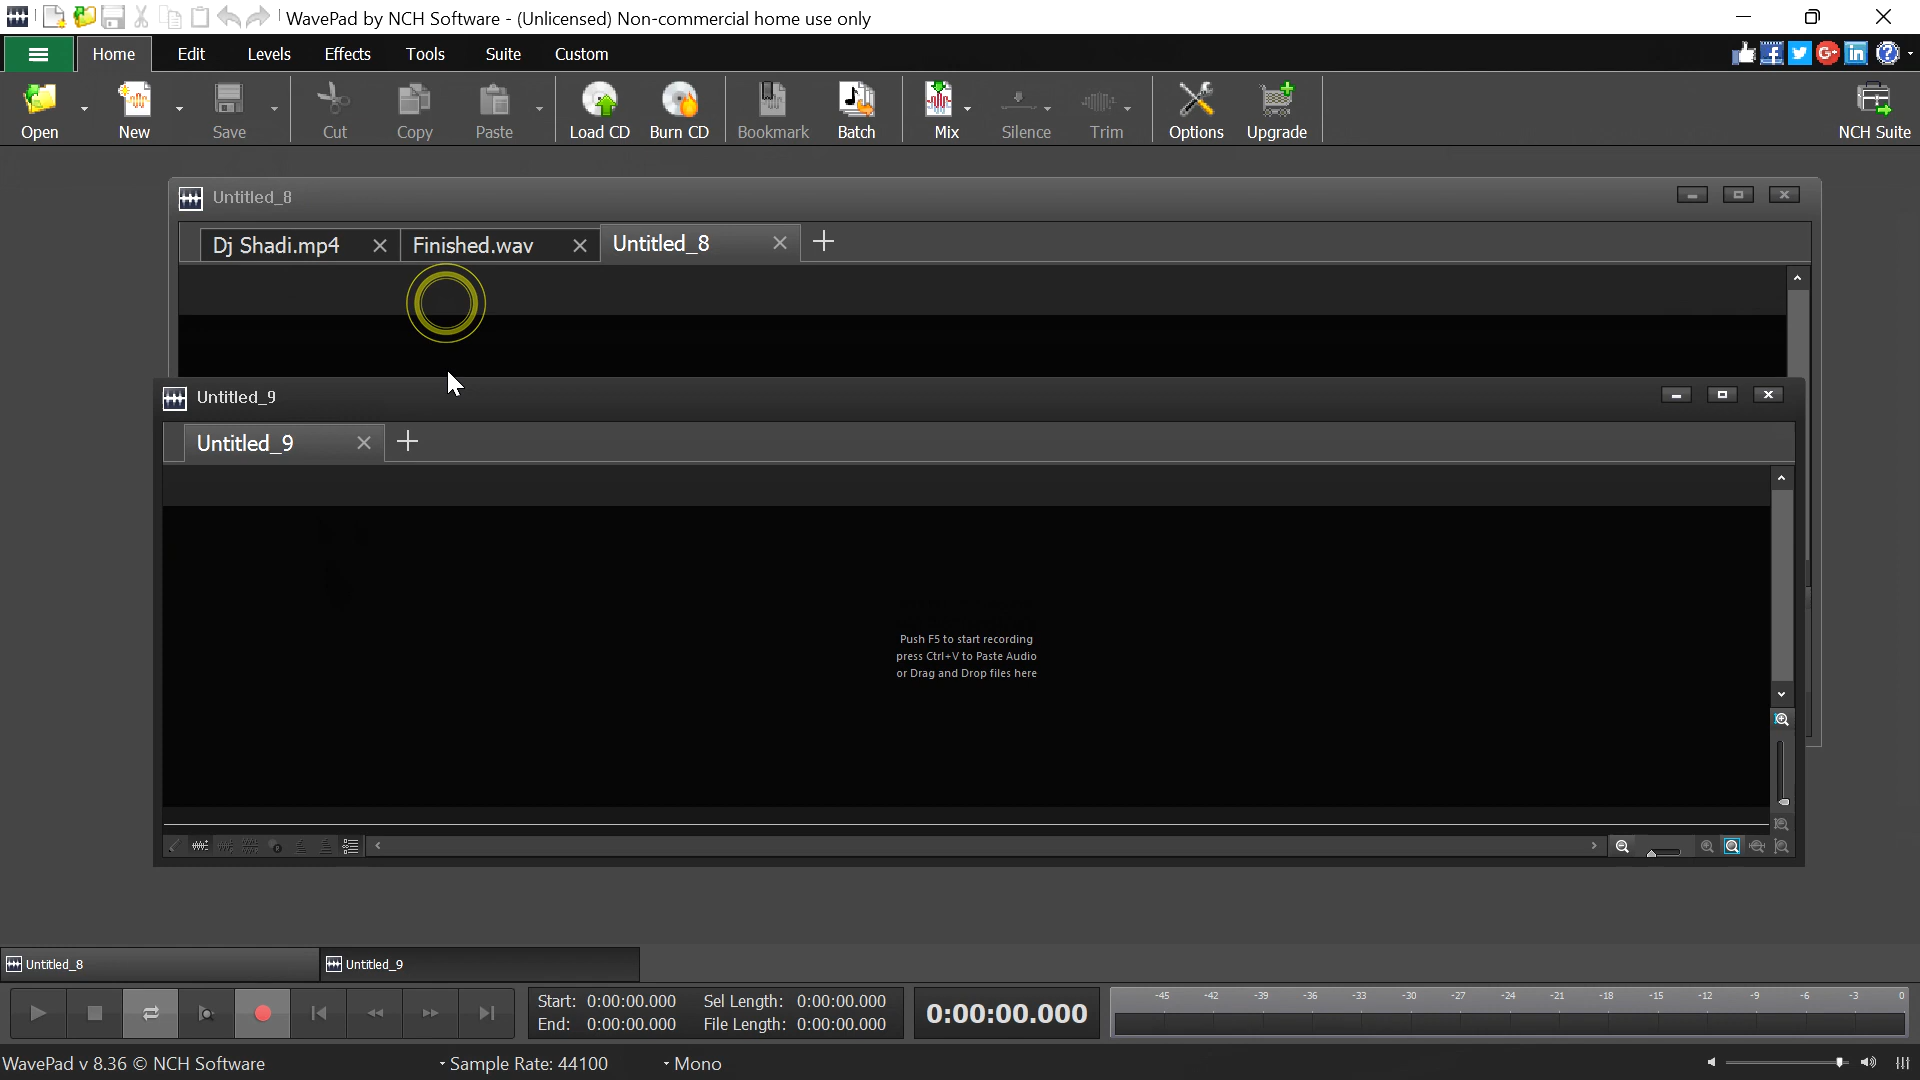 WavePad by NCH Software - (Unlicensed) Non-commercial home use only
Home Edit Levels Effects Tools Suite Custom
Open New Save Cut Copy Paste Load CD Burn CD Bookmark Batch Mix Silence Trim Options Upgrade NCH Suite
Untitled_8
Dj Shadi.mp4 Finished.wav Untitled_8
Untitled_9
Untitled_9
Push F5 to start recording
press Ctrl+V to Paste Audio
or Drag and Drop files here
Untitled_8 Untitled_9
Start: 0:00:00.000 Sel Length: 0:00:00.000
End: 0:00:00.000 File Length: 0:00:00.000
0:00:00.000
-45 -42 -39 -36 -33 -30 -27 -24 -21 -18 -15 -12 -9 -6 -3 0
WavePad v 8.36 © NCH Software Sample Rate: 44100 Mono